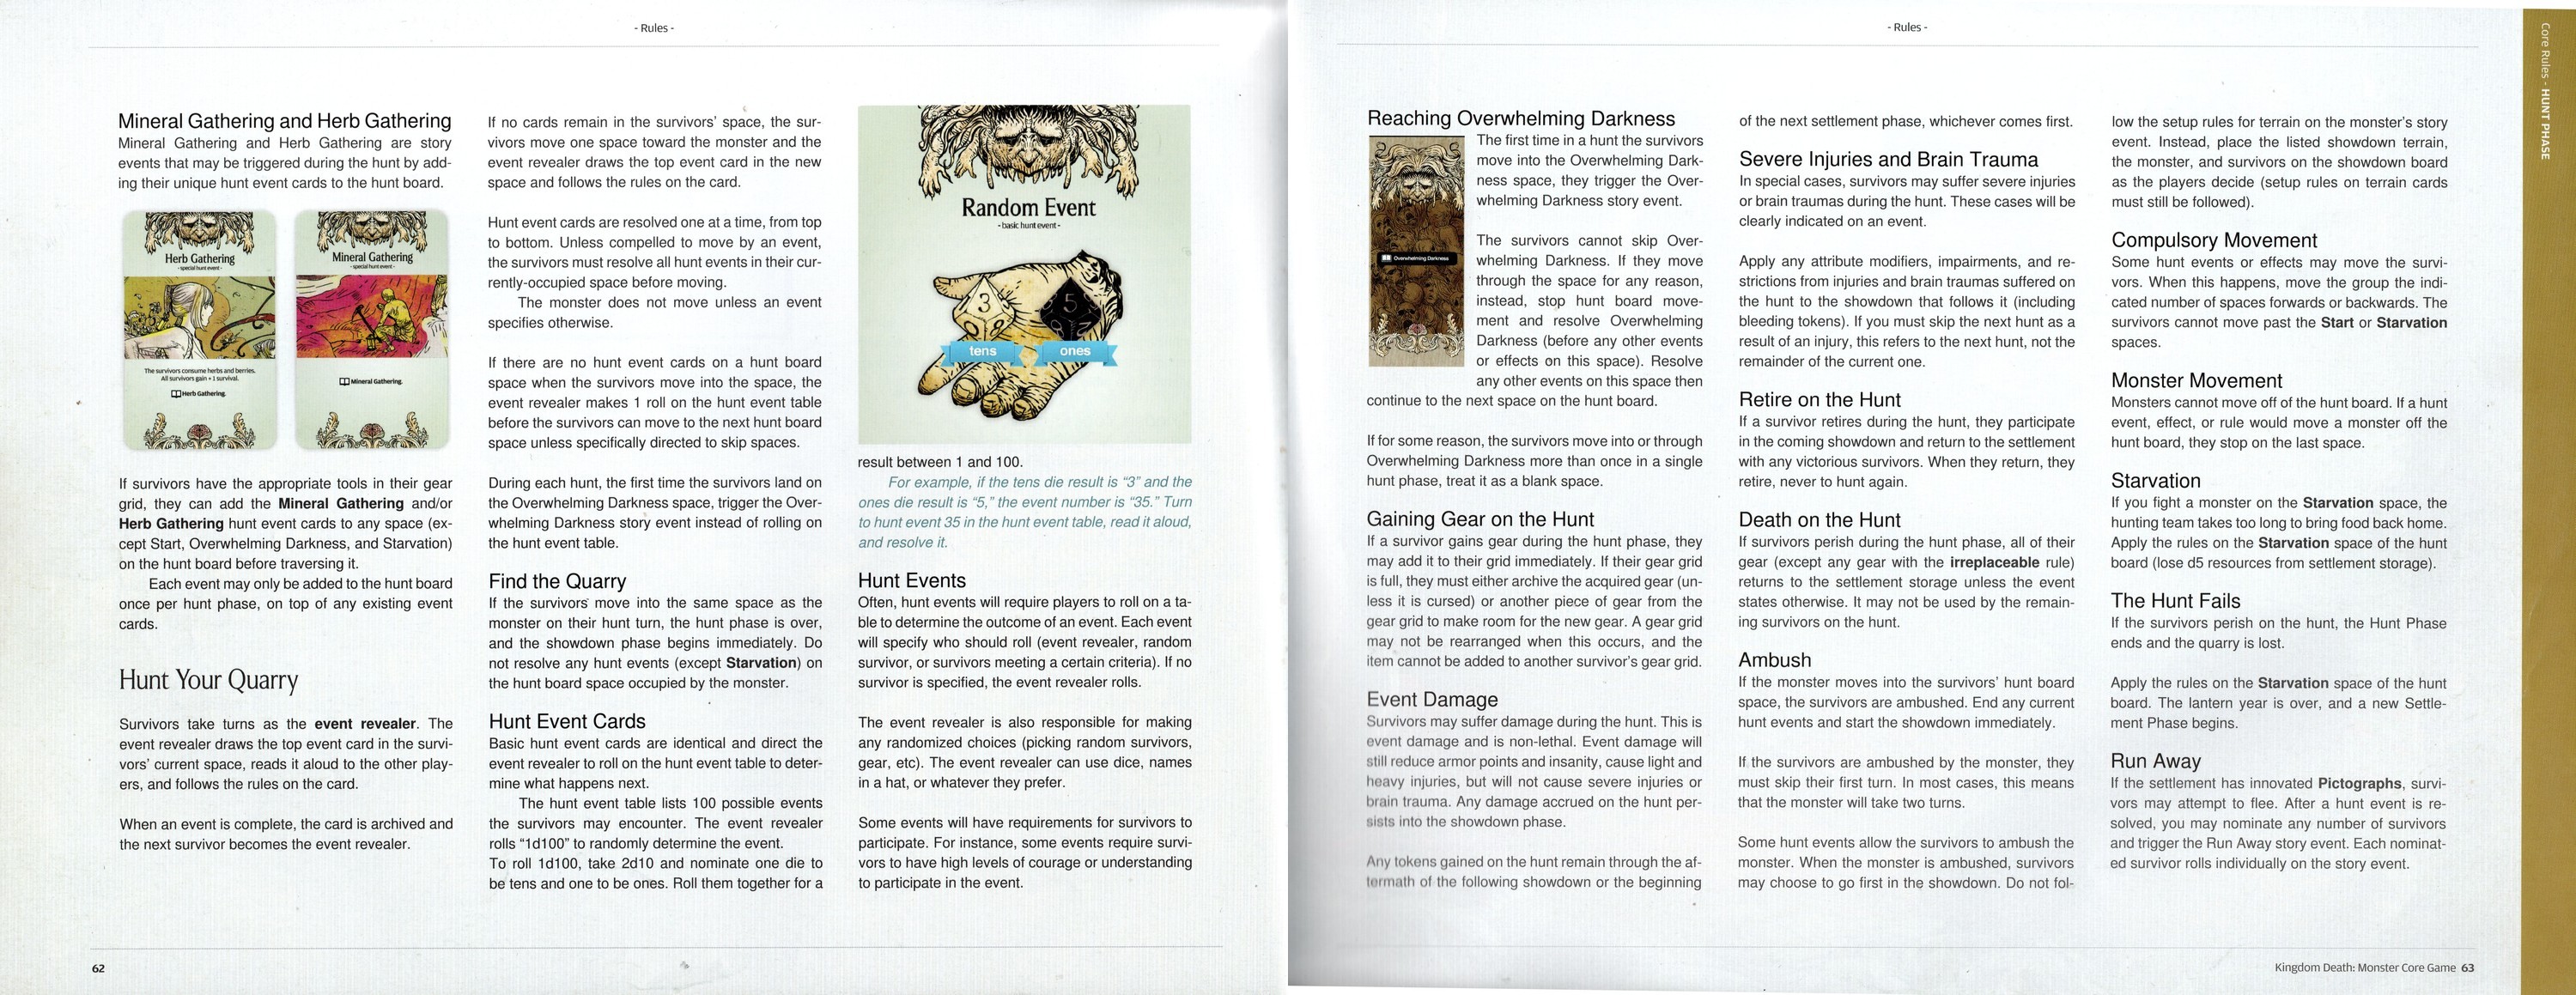 - Rules -
Mineral Gathering and Herb Gathering
Mineral Gathering and Herb Gathering are story
events that may be triggered during the hunt by add-
ing their unique hunt event cards to the hunt board.
Herb Gathering
- special hunt event -
The survivors consume herbs and berries.
All survivors gain + 1 survival.
Herb Gathering.
Mineral Gathering
- special hunt event -
Mineral Gathering.
If survivors have the appropriate tools in their gear
grid, they can add the Mineral Gathering and/or
Herb Gathering hunt event cards to any space (ex-
cept Start, Overwhelming Darkness, and Starvation)
on the hunt board before traversing it.
Each event may only be added to the hunt board
once per hunt phase, on top of any existing event
cards.
Hunt Your Quarry
Survivors take turns as the event revealer. The
event revealer draws the top event card in the survi-
vors' current space, reads it aloud to the other play-
ers, and follows the rules on the card.
When an event is complete, the card is archived and
the next survivor becomes the event revealer.
If no cards remain in the survivors' space, the sur-
vivors move one space toward the monster and the
event revealer draws the top event card in the new
space and follows the rules on the card.
Hunt event cards are resolved one at a time, from top
to bottom. Unless compelled to move by an event,
the survivors must resolve all hunt events in their cur-
rently-occupied space before moving.
The monster does not move unless an event
specifies otherwise.
If there are no hunt event cards on a hunt board
space when the survivors move into the space, the
event revealer makes 1 roll on the hunt event table
before the survivors can move to the next hunt board
space unless specifically directed to skip spaces.
During each hunt, the first time the survivors land on
the Overwhelming Darkness space, trigger the Over-
whelming Darkness story event instead of rolling on
the hunt event table.
Find the Quarry
If the survivors move into the same space as the
monster on their hunt turn, the hunt phase is over,
and the showdown phase begins immediately. Do
not resolve any hunt events (except Starvation) on
the hunt board space occupied by the monster.
Hunt Event Cards
Basic hunt event cards are identical and direct the
event revealer to roll on the hunt event table to deter-
mine what happens next.
The hunt event table lists 100 possible events
the survivors may encounter. The event revealer
rolls "1d100" to randomly determine the event.
To roll 1d100, take 2d10 and nominate one die to
be tens and one to be ones. Roll them together for a
Random Event
- basic hunt event -
3
5
tens
ones
result between 1 and 100.
For example, if the tens die result is "3" and the
ones die result is "5," the event number is "35." Turn
to hunt event 35 in the hunt event table, read it aloud,
and resolve it.
Hunt Events
Often, hunt events will require players to roll on a ta-
ble to determine the outcome of an event. Each event
will specify who should roll (event revealer, random
survivor, or survivors meeting a certain criteria). If no
survivor is specified, the event revealer rolls.
The event revealer is also responsible for making
any randomized choices (picking random survivors,
gear, etc). The event revealer can use dice, names
in a hat, or whatever they prefer.
Some events will have requirements for survivors to
participate. For instance, some events require survi-
vors to have high levels of courage or understanding
to participate in the event.
62
- Rules -
Core Rules - HUNT PHASE
Reaching Overwhelming Darkness
Overwhelming Darkness
The first time in a hunt the survivors
move into the Overwhelming Dark-
ness space, they trigger the Over-
whelming Darkness story event.
The survivors cannot skip Over-
whelming Darkness. If they move
through the space for any reason,
instead, stop hunt board move-
ment and resolve Overwhelming
Darkness (before any other events
or effects on this space). Resolve
any other events on this space then
continue to the next space on the hunt board.
If for some reason, the survivors move into or through
Overwhelming Darkness more than once in a single
hunt phase, treat it as a blank space.
Gaining Gear on the Hunt
If a survivor gains gear during the hunt phase, they
may add it to their grid immediately. If their gear grid
is full, they must either archive the acquired gear (un-
less it is cursed) or another piece of gear from the
gear grid to make room for the new gear. A gear grid
may not be rearranged when this occurs, and the
item cannot be added to another survivor's gear grid.
Event Damage
Survivors may suffer damage during the hunt. This is
event damage and is non-lethal. Event damage will
still reduce armor points and insanity, cause light and
heavy injuries, but will not cause severe injuries or
brain trauma. Any damage accrued on the hunt per-
sists into the showdown phase.
Any tokens gained on the hunt remain through the af-
termath of the following showdown or the beginning
of the next settlement phase, whichever comes first.
Severe Injuries and Brain Trauma
In special cases, survivors may suffer severe injuries
or brain traumas during the hunt. These cases will be
clearly indicated on an event.
Apply any attribute modifiers, impairments, and re-
strictions from injuries and brain traumas suffered on
the hunt to the showdown that follows it (including
bleeding tokens). If you must skip the next hunt as a
result of an injury, this refers to the next hunt, not the
remainder of the current one.
Retire on the Hunt
If a survivor retires during the hunt, they participate
in the coming showdown and return to the settlement
with any victorious survivors. When they return, they
retire, never to hunt again.
Death on the Hunt
If survivors perish during the hunt phase, all of their
gear (except any gear with the irreplaceable rule)
returns to the settlement storage unless the event
states otherwise. It may not be used by the remain-
ing survivors on the hunt.
Ambush
If the monster moves into the survivors' hunt board
space, the survivors are ambushed. End any current
hunt events and start the showdown immediately.
If the survivors are ambushed by the monster, they
must skip their first turn. In most cases, this means
that the monster will take two turns.
Some hunt events allow the survivors to ambush the
monster. When the monster is ambushed, survivors
may choose to go first in the showdown. Do not fol-
low the setup rules for terrain on the monster's story
event. Instead, place the listed showdown terrain,
the monster, and survivors on the showdown board
as the players decide (setup rules on terrain cards
must still be followed).
Compulsory Movement
Some hunt events or effects may move the survi-
vors. When this happens, move the group the indi-
cated number of spaces forwards or backwards. The
survivors cannot move past the Start or Starvation
spaces.
Monster Movement
Monsters cannot move off of the hunt board. If a hunt
event, effect, or rule would move a monster off the
hunt board, they stop on the last space.
Starvation
If you fight a monster on the Starvation space, the
hunting team takes too long to bring food back home.
Apply the rules on the Starvation space of the hunt
board (lose d5 resources from settlement storage).
The Hunt Fails
If the survivors perish on the hunt, the Hunt Phase
ends and the quarry is lost.
Apply the rules on the Starvation space of the hunt
board. The lantern year is over, and a new Settle-
ment Phase begins.
Run Away
If the settlement has innovated Pictographs, survi-
vors may attempt to flee. After a hunt event is re-
solved, you may nominate any number of survivors
and trigger the Run Away story event. Each nominat-
ed survivor rolls individually on the story event.
Kingdom Death: Monster Core Game 63